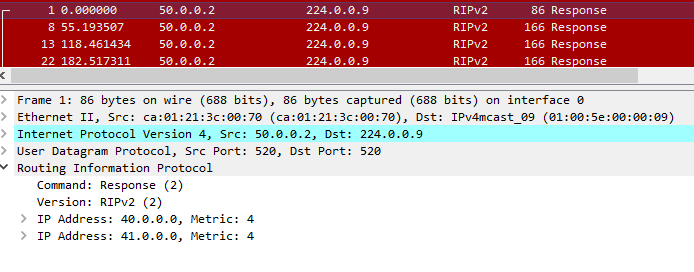 1 0.000000 50.0.0.2 224.0.0.9 RIPv2 86 Response
8 55.193507 50.0.0.2 224.0.0.9 RIPv2 166 Response
13 118.461434 50.0.0.2 224.0.0.9 RIPv2 166 Response
22 182.517311 50.0.0.2 224.0.0.9 RIPv2 166 Response
Frame 1: 86 bytes on wire (688 bits), 86 bytes captured (688 bits) on interface 0
Ethernet II, Src: ca:01:21:3c:00:70 (ca:01:21:3c:00:70), Dst: IPv4mcast_09 (01:00:5e:00:00:09)
Internet Protocol Version 4, Src: 50.0.0.2, Dst: 224.0.0.9
User Datagram Protocol, Src Port: 520, Dst Port: 520
Routing Information Protocol
Command: Response (2)
Version: RIPv2 (2)
IP Address: 40.0.0.0, Metric: 4
IP Address: 41.0.0.0, Metric: 4